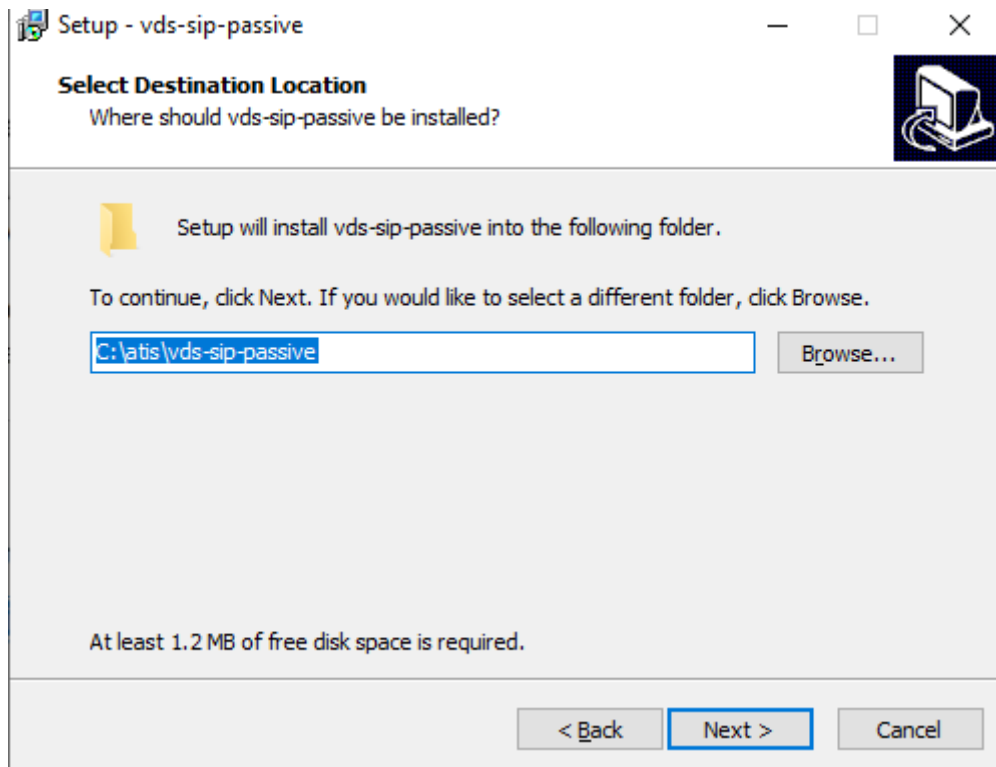 Setup - vds-sip-passive
Select Destination Location
Where should vds-sip-passive be installed?
Setup will install vds-sip-passive into the following folder.
To continue, click Next. If you would like to select a different folder, click Browse.
C:\atis\vds-sip-passive
Browse...
At least 1.2 MB of free disk space is required.
< Back
Next >
Cancel